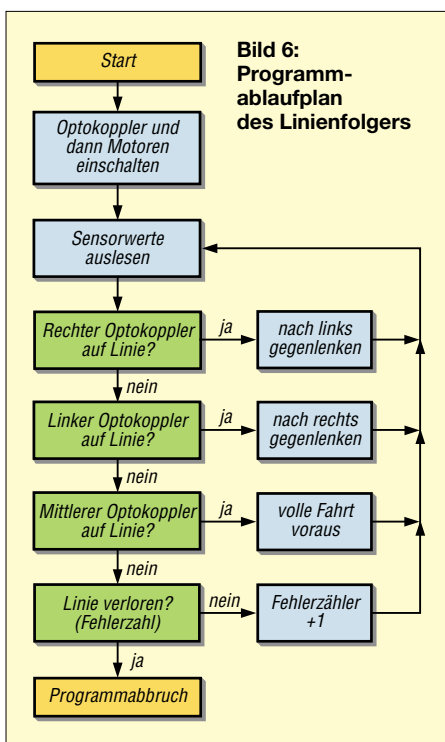 Start
Bild 6:
Programm-
ablaufplan
des Linienfolgers
Optokoppler und
dann Motoren
einschalten
Sensorwerte
auslesen
Rechter Optokoppler
auf Linie?
ja
nach links
gegenlenken
nein
Linker Optokoppler
auf Linie?
ja
nach rechts
gegenlenken
nein
Mittlerer Optokoppler
auf Linie?
ja
volle Fahrt
voraus
nein
Linie verloren?
(Fehlerzahl)
nein
Fehlerzähler
+1
ja
Programmabbruch